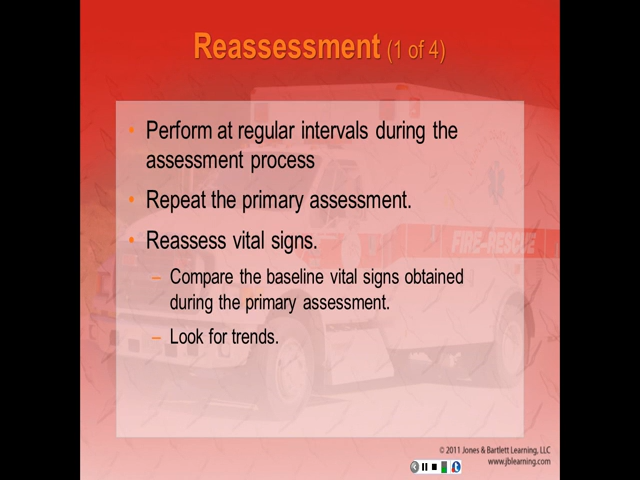 Reassessment (1 of 4)
• Perform at regular intervals during the
assessment process
• Repeat the primary assessment.
• Reassess vital signs.
– Compare the baseline vital signs obtained
during the primary assessment.
– Look for trends.
FIRE-RESCUE
© 2011 Jones & Bartlett Learning, LLC
www.jblearning.com